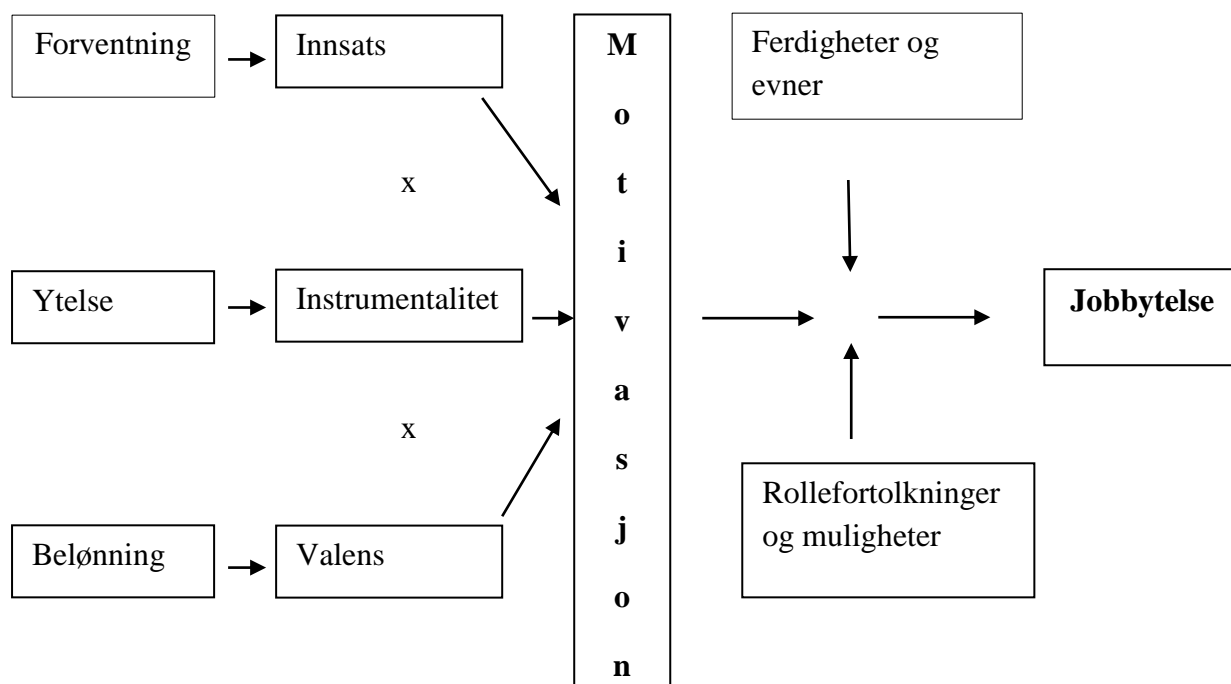 Forventning
Innsats
x
Ytelse
Instrumentalitet
x
Belønning
Valens
M
o
t
i
v
a
s
j
o
n
Ferdigheter og
evner
Rollefortolkninger
og muligheter
Jobbytelse